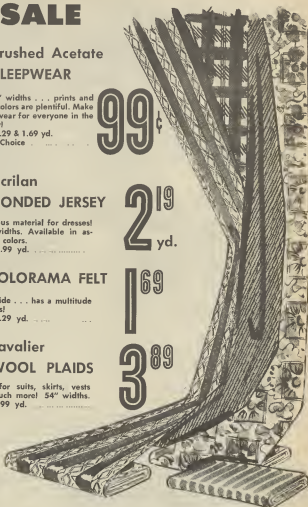 SALE
rushed Acetate
LEEPWEAR
" widths . . . prints and
olors are plentiful. Make
wear for everyone in the
!
.29 & 1.69 yd.
Choice
99¢
crilan
ONDED JERSEY
us material for dresses!
widths. Available in as-
colors.
.99 yd.
2 19 yd.
OLORAMA FELT
ide . . . has a multitude
s!
.29 yd.
1 69
avalier
WOOL PLAIDS
for suits, skirts, vests
uch more! 54" widths.
99 yd.
3 89